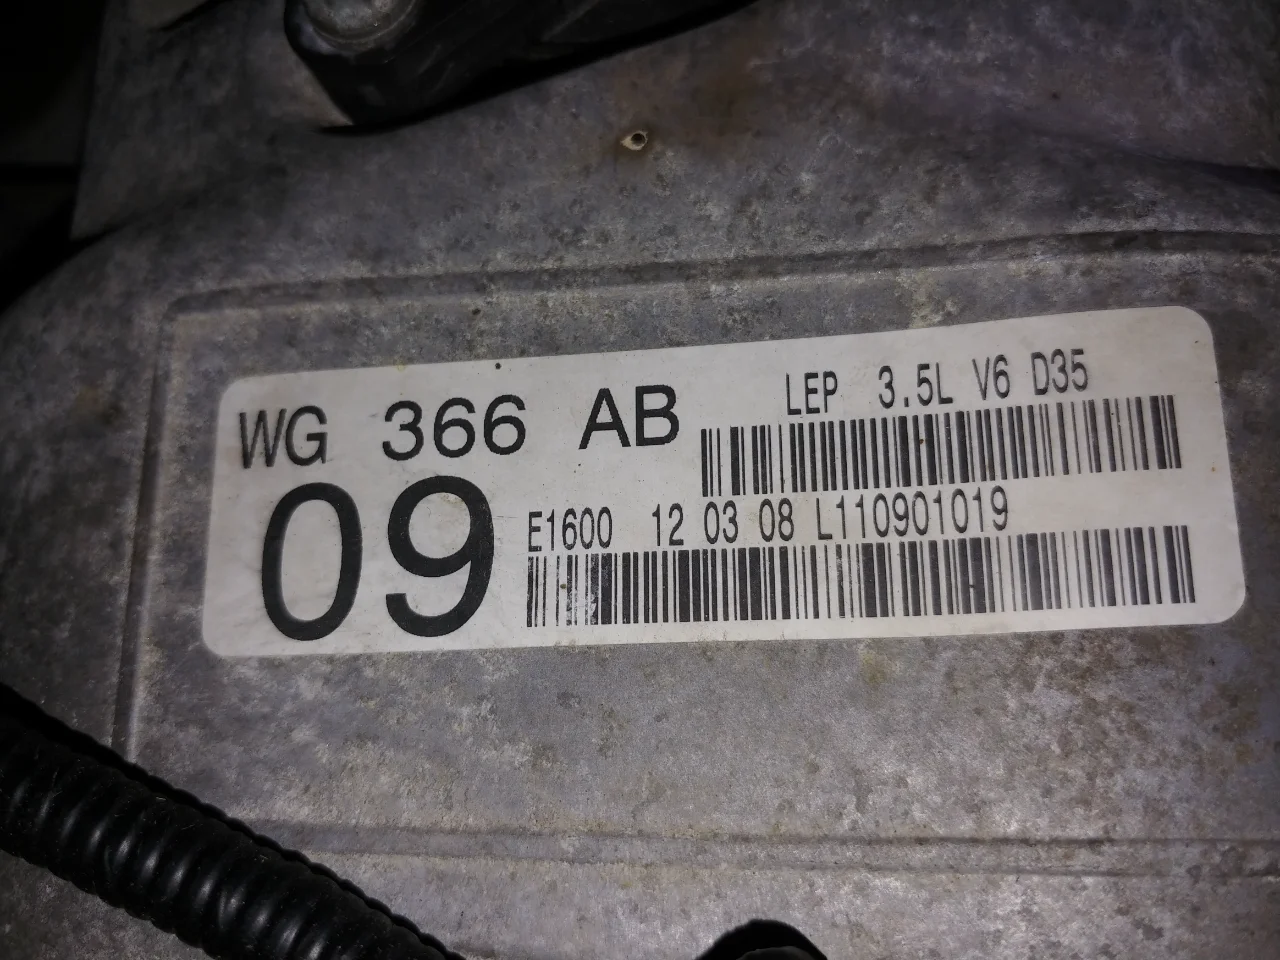 WG 366 AB
LEP 3.5L V6 D35
09
E1600 12 03 08 L110901019